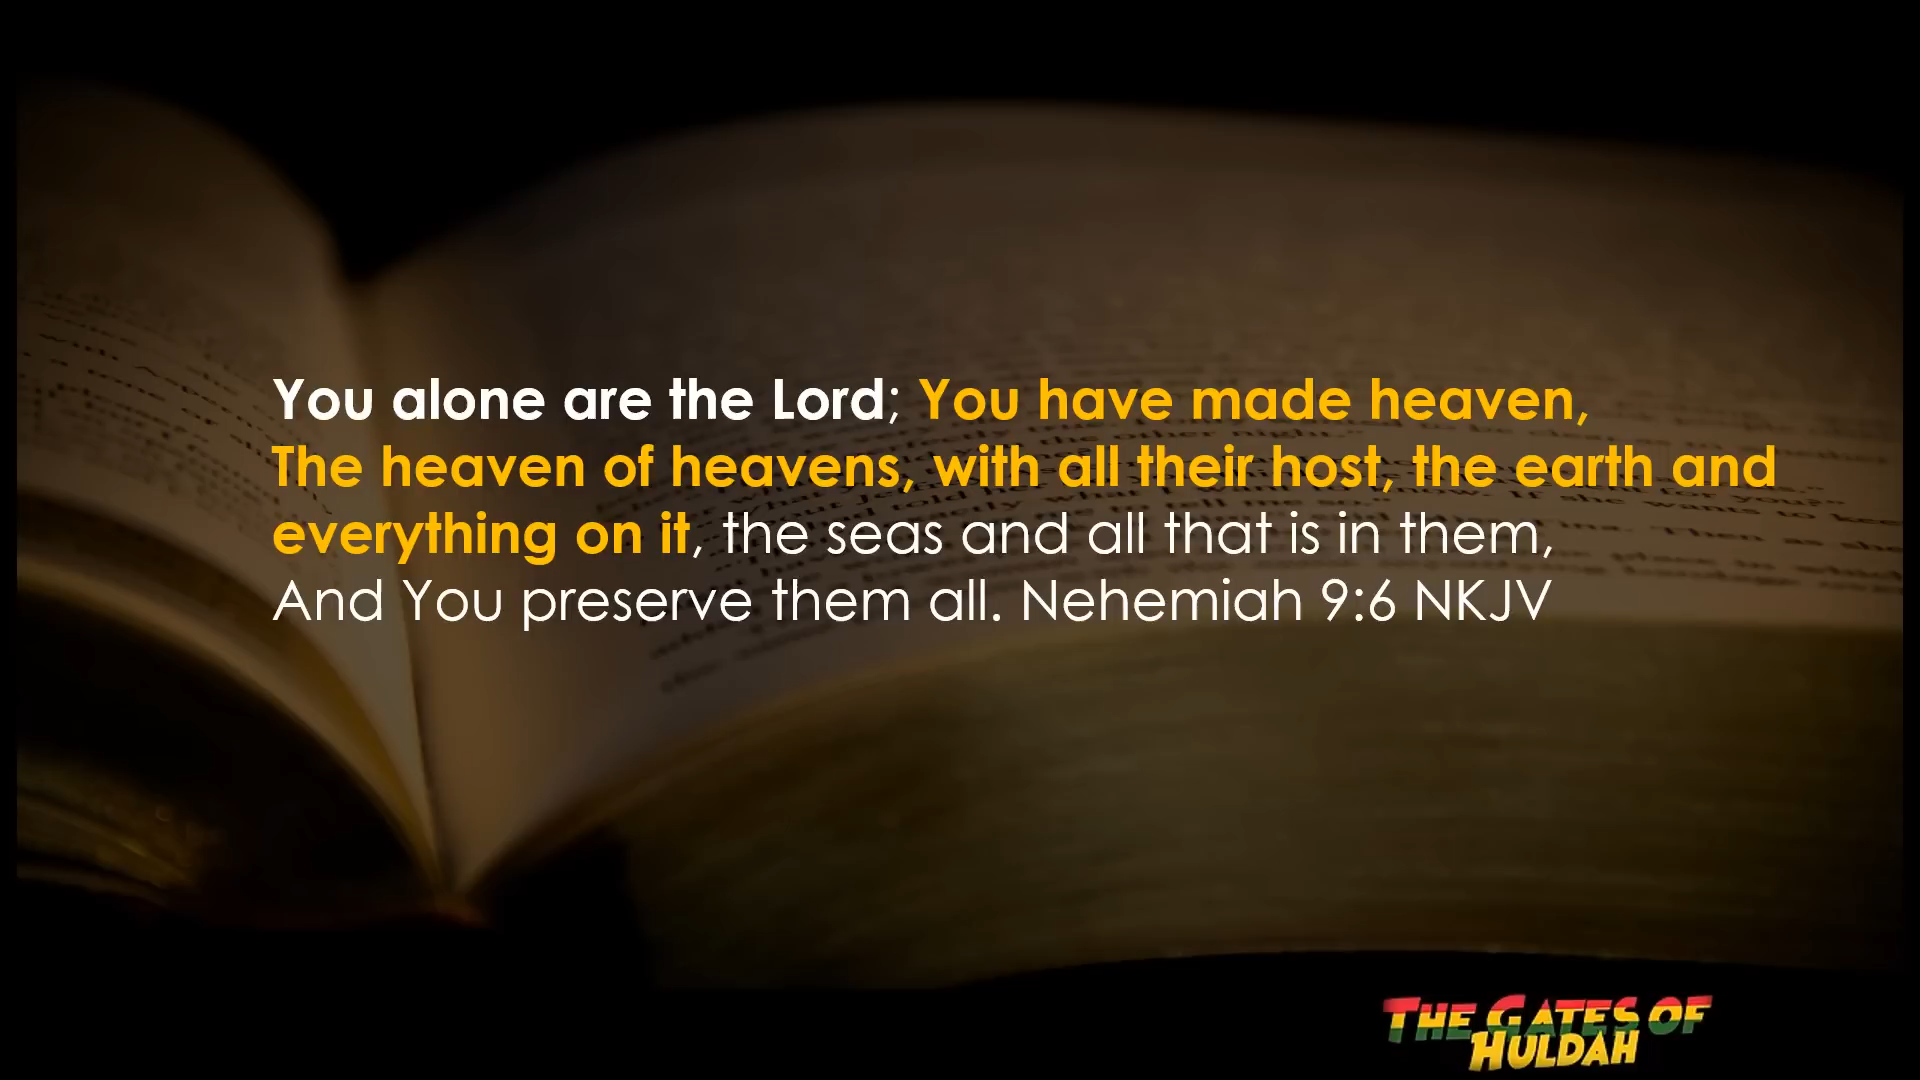 You alone are the Lord; You have made heaven,
The heaven of heavens, with all their host, the earth and
everything on it, the seas and all that is in them,
And You preserve them all. Nehemiah 9:6 NKJV
THE GATES OF
HULDAH